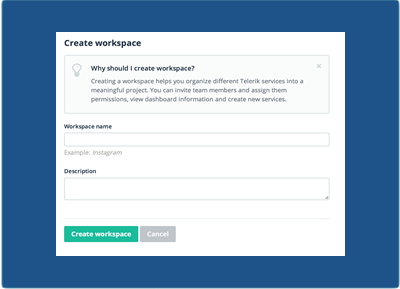 Create workspace
Why should I create workspace?
Creating a workspace helps you organize different Telerik services into a
meaningful project. You can invite team members and assign them
permissions, view dashboard information and create new services.
Workspace name
Example: Instagram
Description
Create workspace Cancel